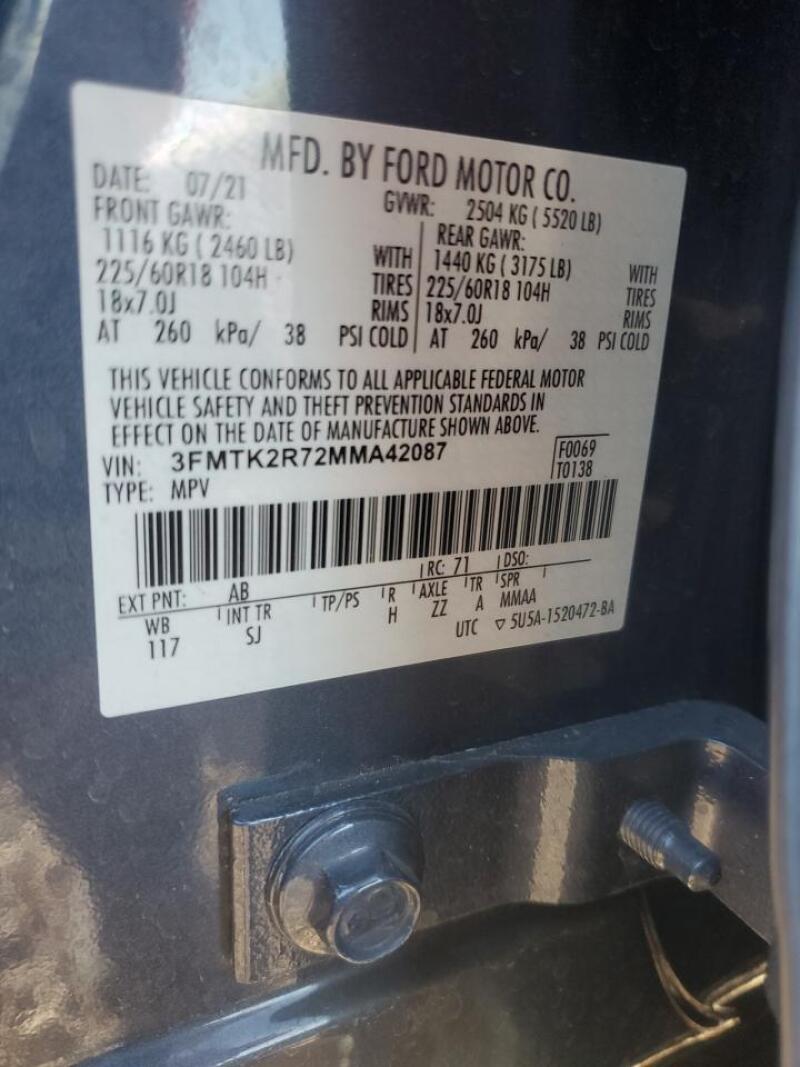 MFD. BY FORD MOTOR CO.
DATE: 07/21 GVWR: 2504 KG ( 5520 LB)
FRONT GAWR: REAR GAWR:
1116 KG ( 2460 LB) WITH 1440 KG ( 3175 LB) WITH
225/60R18 104H TIRES 225/60R18 104H TIRES
18x7.0J RIMS 18x7.0J RIMS
AT 260 kPa/ 38 PSI COLD AT 260 kPa/ 38 PSI COLD
THIS VEHICLE CONFORMS TO ALL APPLICABLE FEDERAL MOTOR
VEHICLE SAFETY AND THEFT PREVENTION STANDARDS IN
EFFECT ON THE DATE OF MANUFACTURE SHOWN ABOVE.
VIN: 3FMTK2R72MMA42087 F0069
TYPE: MPV T0138
EXT PNT: AB RC: 71 DSO:
WB INT TR TP/PS R AXLE TR SPR
117 SJ H ZZ A MMAA
UTC ▽ 5U5A-1520472-BA